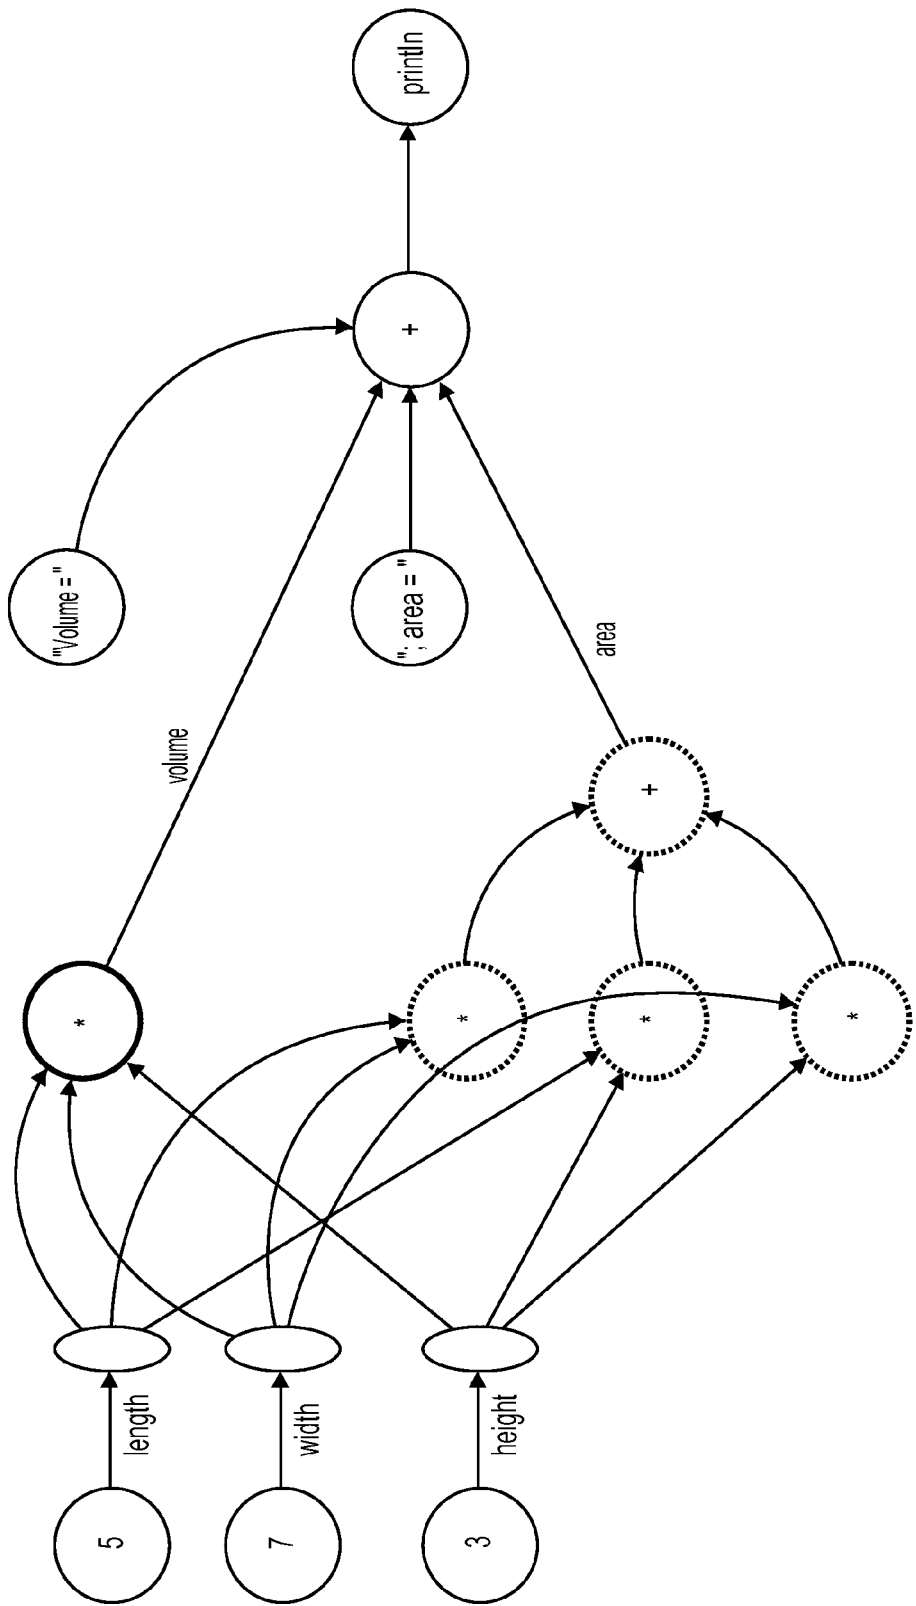 5
length
7
width
3
height
*
*
*
*
volume
"Volume ="
"; area = "
+
area
+
println